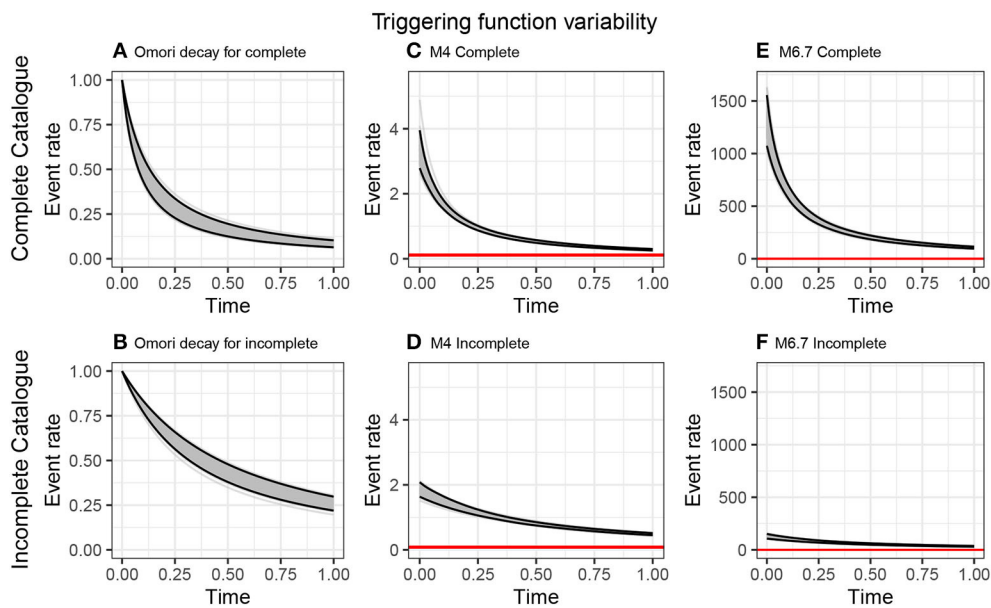 Triggering function variability
Complete Catalogue
A Omori decay for complete
Event rate
1.00
0.75
0.50
0.25
0.00
0.00 0.25 0.50 0.75 1.00
Time
C M4 Complete
Event rate
4
2
0
0.00 0.25 0.50 0.75 1.00
Time
E M6.7 Complete
Event rate
1500
1000
500
0
0.00 0.25 0.50 0.75 1.00
Time
Incomplete Catalogue
B Omori decay for incomplete
Event rate
1.00
0.75
0.50
0.25
0.00
0.00 0.25 0.50 0.75 1.00
Time
D M4 Incomplete
Event rate
4
2
0
0.00 0.25 0.50 0.75 1.00
Time
F M6.7 Incomplete
Event rate
1500
1000
500
0
0.00 0.25 0.50 0.75 1.00
Time